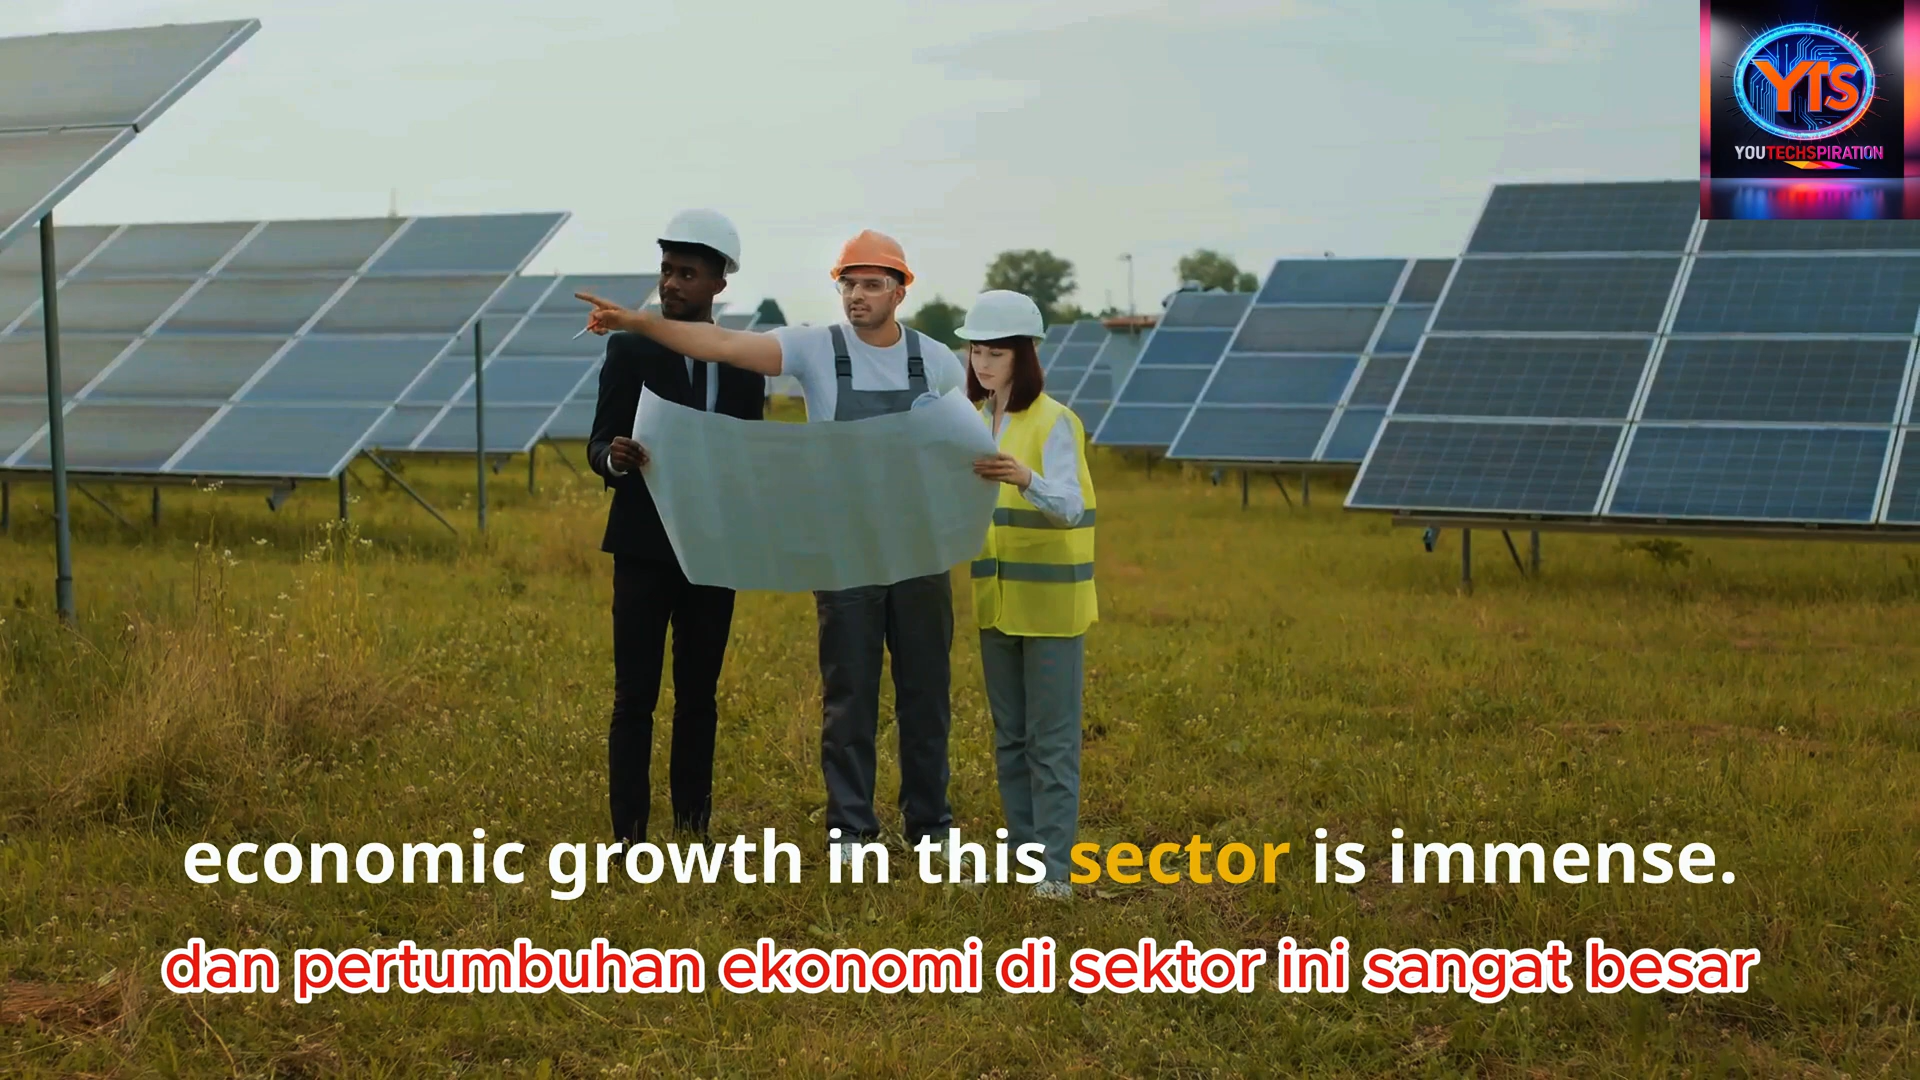 YTS
YOUTECHSPIRATION
economic growth in this sector is immense.
dan pertumbuhan ekonomi di sektor ini sangat besar